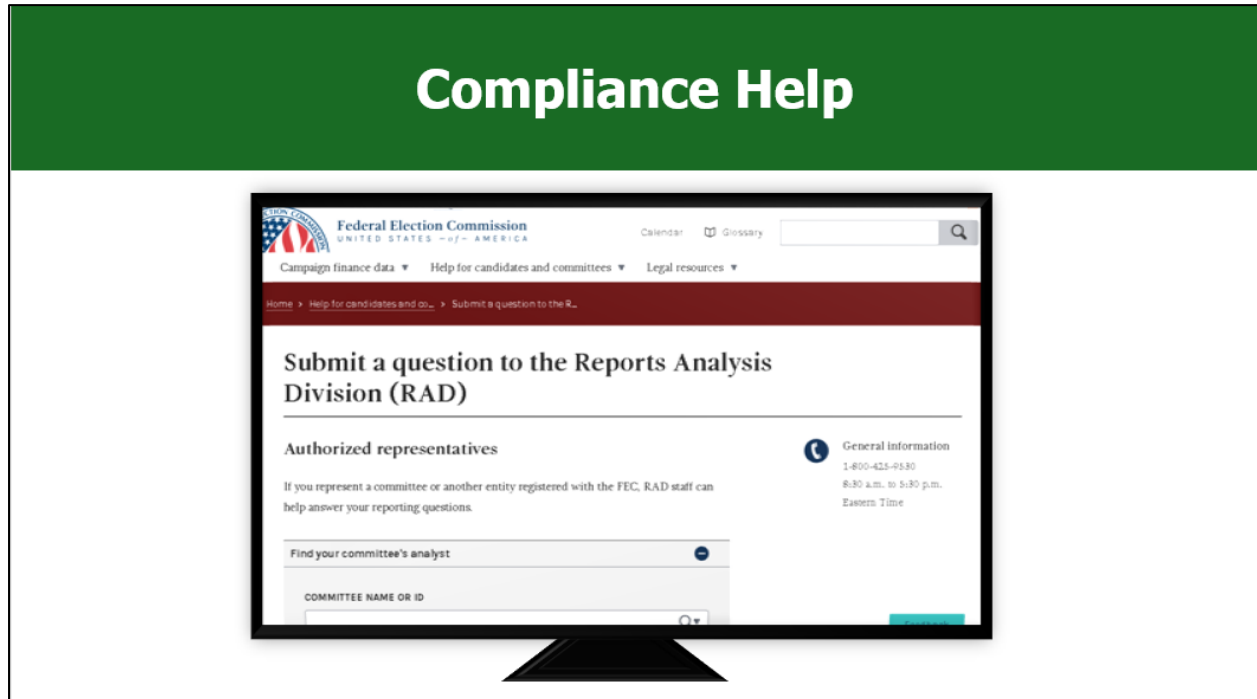 Compliance Help
ECTION COMM
Federal Election Commission
UNITED STATES -of- AMERICA
Calendar
Glossary
Campaign finance data
Help for candidates and committees
Legal resources
Home > Help for candidates and co... > Submit a question to the R...
Submit a question to the Reports Analysis
Division (RAD)
Authorized representatives
If you represent a committee or another entity registered with the FEC, RAD staff can
help answer your reporting questions.
General information
1-800-424-9530
8:30 a.m. to 5:30 p.m.
Eastern Time
Find your committee's analyst
COMMITTEE NAME OR ID
Feedback